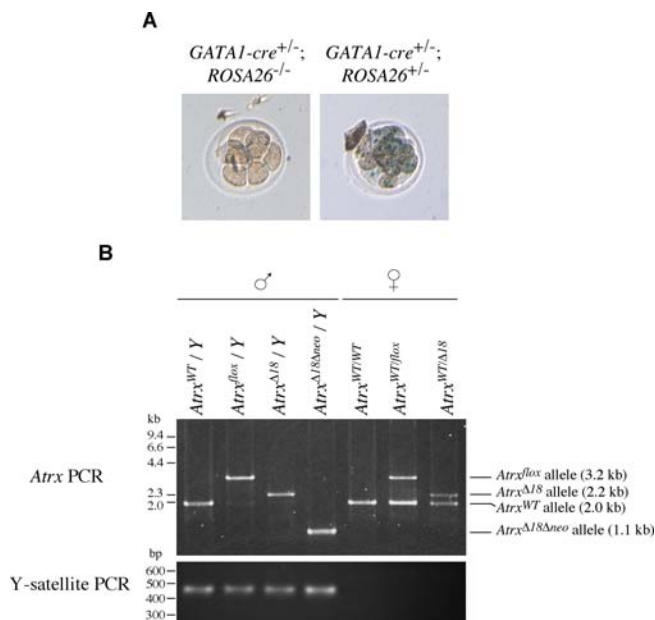 A
GATA1-cre+/-; GATA1-cre+/-;
ROSA26-/- ROSA26+/-
B
♂ ♀
AtrxWT / Y
Atrxflox / Y
AtrxΔ18 / Y
AtrxΔ18Δneo / Y
AtrxWT/WT
AtrxWT/flox
AtrxWT/Δ18
kb
9.4
6.6
4.4
2.3
2.0
Atrx PCR
Atrxflox allele (3.2 kb)
AtrxΔ18 allele (2.2 kb)
AtrxWT allele (2.0 kb)
AtrxΔ18Δneo allele (1.1 kb)
bp
600
500
400
300
Y-satellite PCR